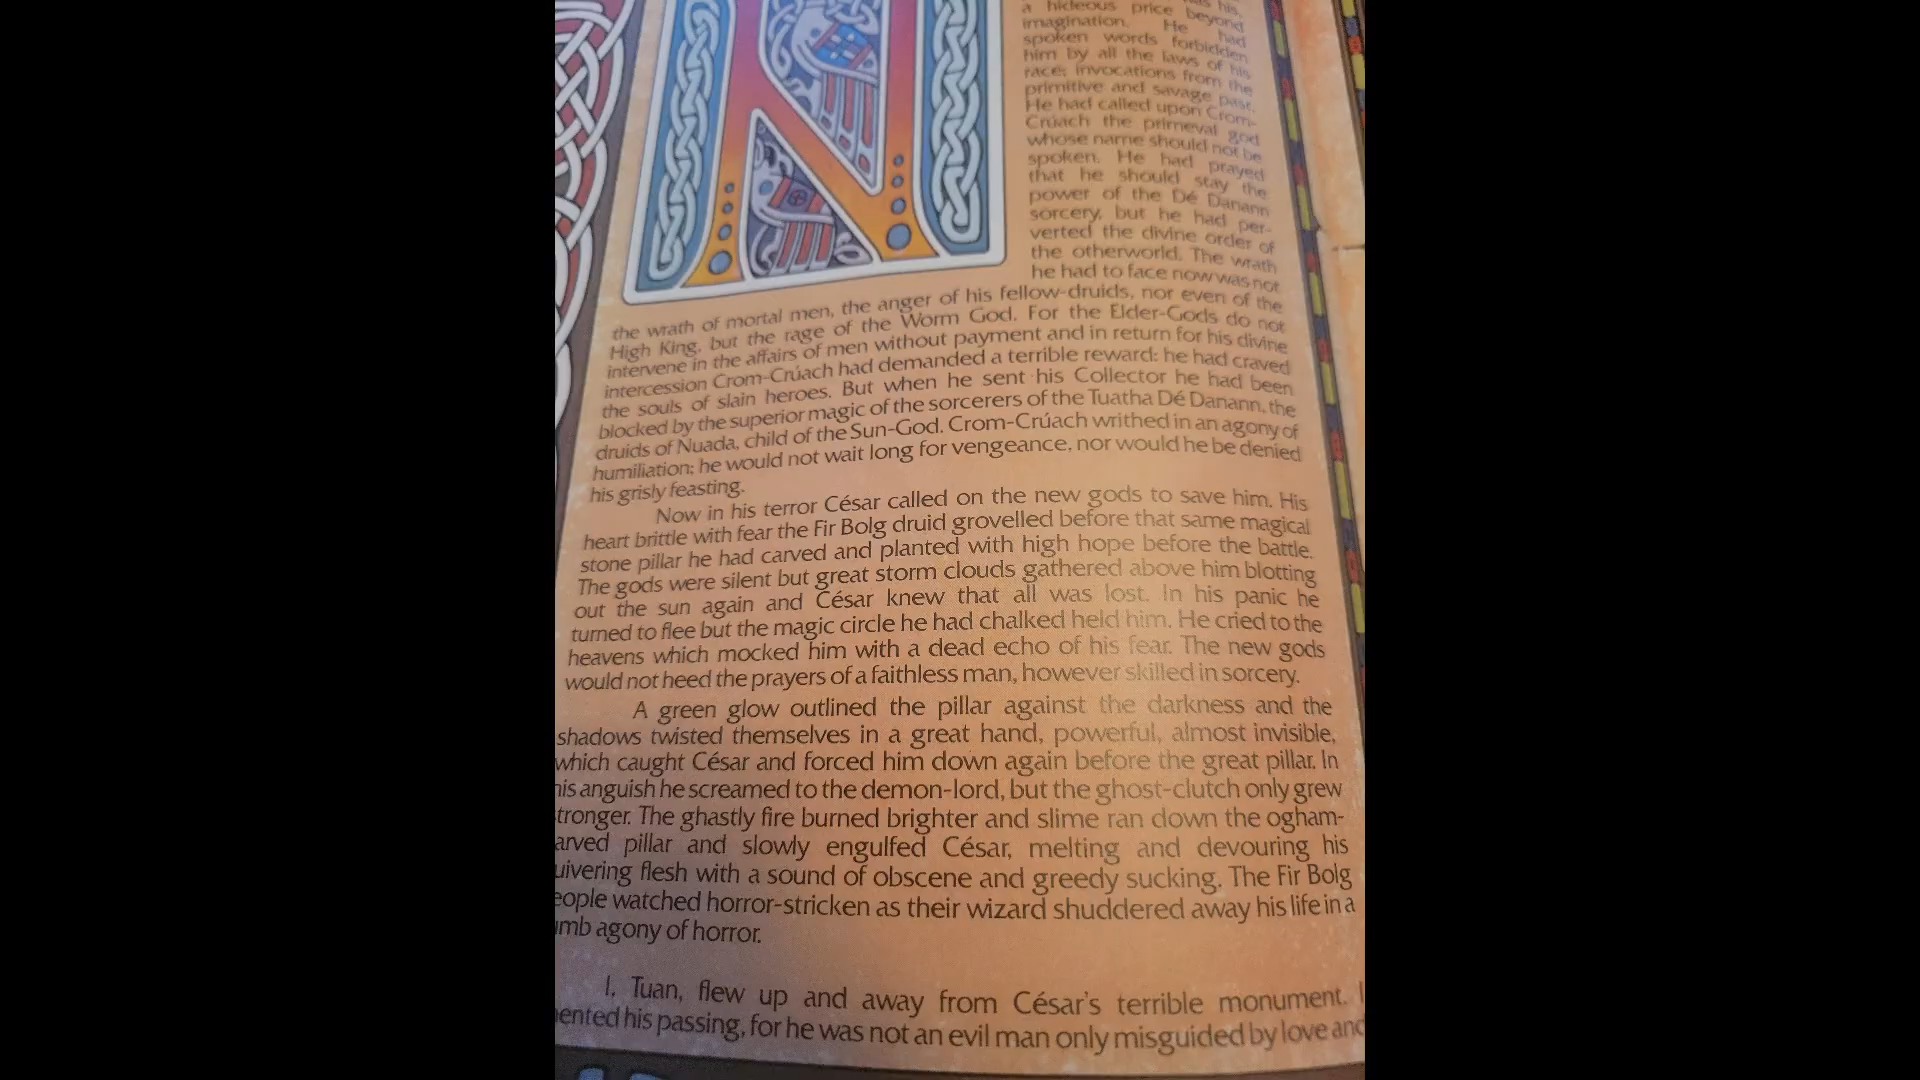 was his,
a hideous price beyond
imagination. He had
spoken words forbidden
him by all the laws of his
race; invocations from the
primitive and savage past.
He had called upon Crom-
Crúach the primeval god
whose name should not be
spoken. He had prayed
that he should stay the
power of the Dé Danann
sorcery, but he had per-
verted the divine order of
the otherworld. The wrath
he had to face now was not
the wrath of mortal men, the anger of his fellow-druids, nor even of the
High King, but the rage of the Worm God. For the Elder-Gods do not
intervene in the affairs of men without payment and in return for his divine
intercession Crom-Crúach had demanded a terrible reward: he had craved
the souls of slain heroes. But when he sent his Collector he had been
blocked by the superior magic of the sorcerers of the Tuatha Dé Danann, the
druids of Nuada, child of the Sun-God. Crom-Crúach writhed in an agony of
humiliation; he would not wait long for vengeance, nor would he be denied
his grisly feasting.
Now in his terror César called on the new gods to save him. His
heart brittle with fear the Fir Bolg druid grovelled before that same magical
stone pillar he had carved and planted with high hope before the battle.
The gods were silent but great storm clouds gathered above him blotting
out the sun again and César knew that all was lost. In his panic he
turned to flee but the magic circle he had chalked held him. He cried to the
heavens which mocked him with a dead echo of his fear. The new gods
would not heed the prayers of a faithless man, however skilled in sorcery.
A green glow outlined the pillar against the darkness and the
shadows twisted themselves in a great hand, powerful, almost invisible,
which caught César and forced him down again before the great pillar. In
his anguish he screamed to the demon-lord, but the ghost-clutch only grew
tronger. The ghastly fire burned brighter and slime ran down the ogham-
arved pillar and slowly engulfed César, melting and devouring his
uivering flesh with a sound of obscene and greedy sucking. The Fir Bolg
eople watched horror-stricken as their wizard shuddered away his life in a
umb agony of horror.
I, Tuan, flew up and away from César's terrible monument. I
ented his passing, for he was not an evil man only misguided by love and